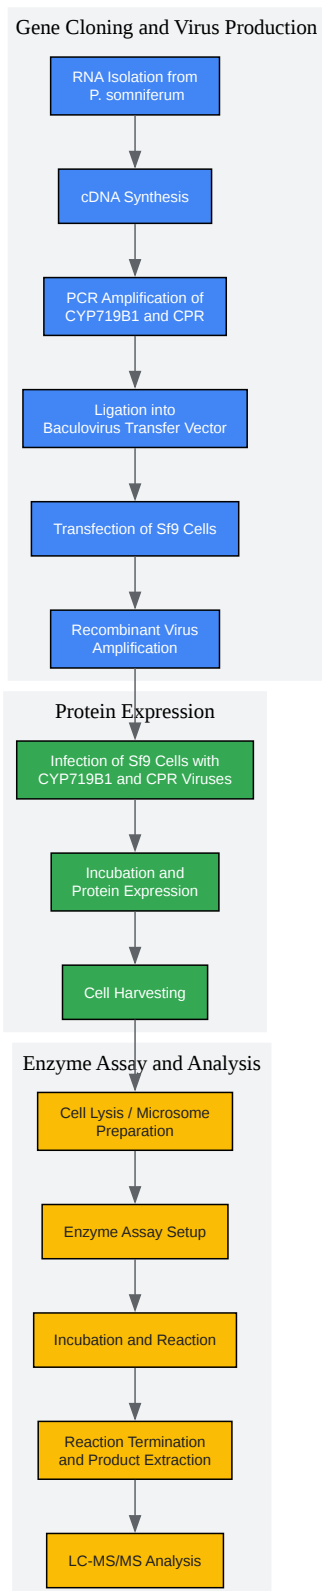 Gene Cloning and Virus Production
RNA Isolation from
P. somniferum
cDNA Synthesis
PCR Amplification of
CYP719B1 and CPR
Ligation into
Baculovirus Transfer Vector
Transfection of Sf9 Cells
Recombinant Virus
Amplification
Protein Expression
Infection of Sf9 Cells with
CYP719B1 and CPR Viruses
Incubation and
Protein Expression
Cell Harvesting
Enzyme Assay and Analysis
Cell Lysis / Microsome
Preparation
Enzyme Assay Setup
Incubation and Reaction
Reaction Termination
and Product Extraction
LC-MS/MS Analysis